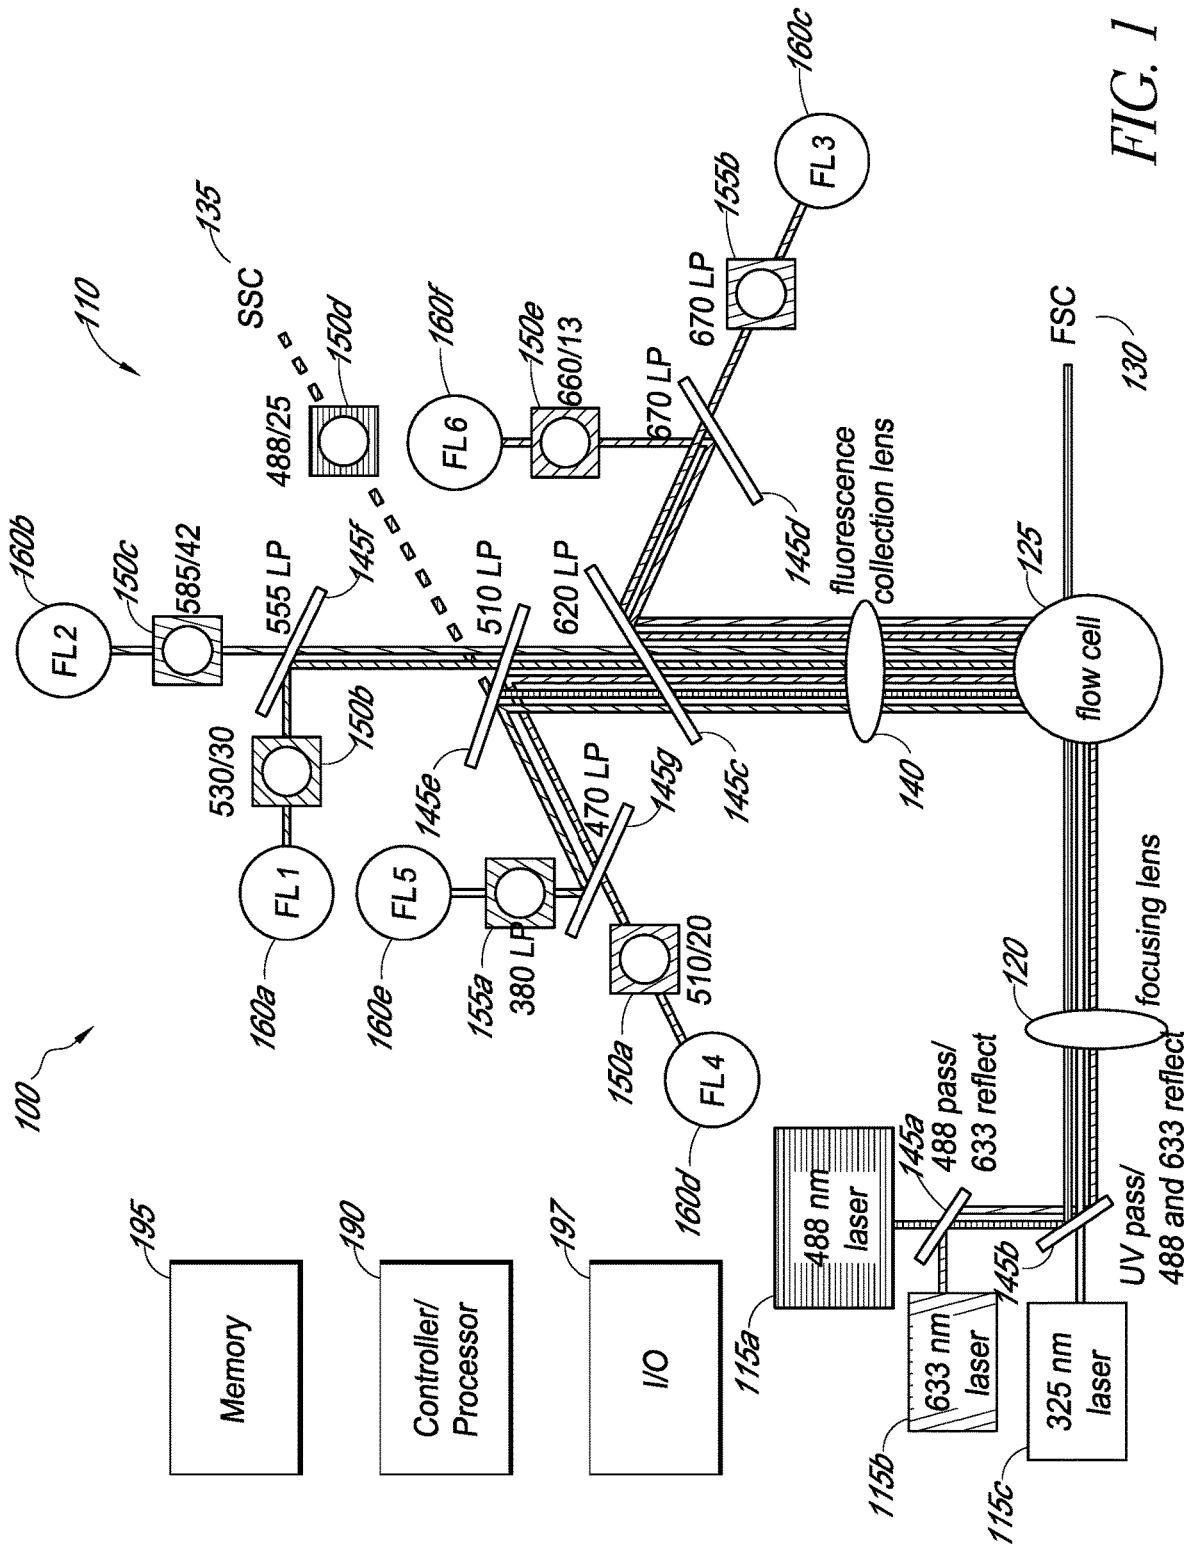 100
195
Memory
190
Controller/
Processor
197
I/O
110
160b
FL2
150c
585/42
555 LP
145f
530/30
150b
FL1
160a
135
SSC
488/25
150d
160f
FL6
150e
660/13
670 LP
145d
670 LP
155b
FL3
160c
510 LP
145e
620 LP
145c
160e
FL5
155a
380 LP
470 LP
145g
150a
510/20
FL4
160d
fluorescence
collection lens
140
125
flow cell
FSC
130
120
focusing lens
115a
488 nm
laser
145a
488 pass/
633 reflect
115b
633 nm
laser
145b
UV pass/
488 and 633 reflect
115c
325 nm
laser
FIG. 1